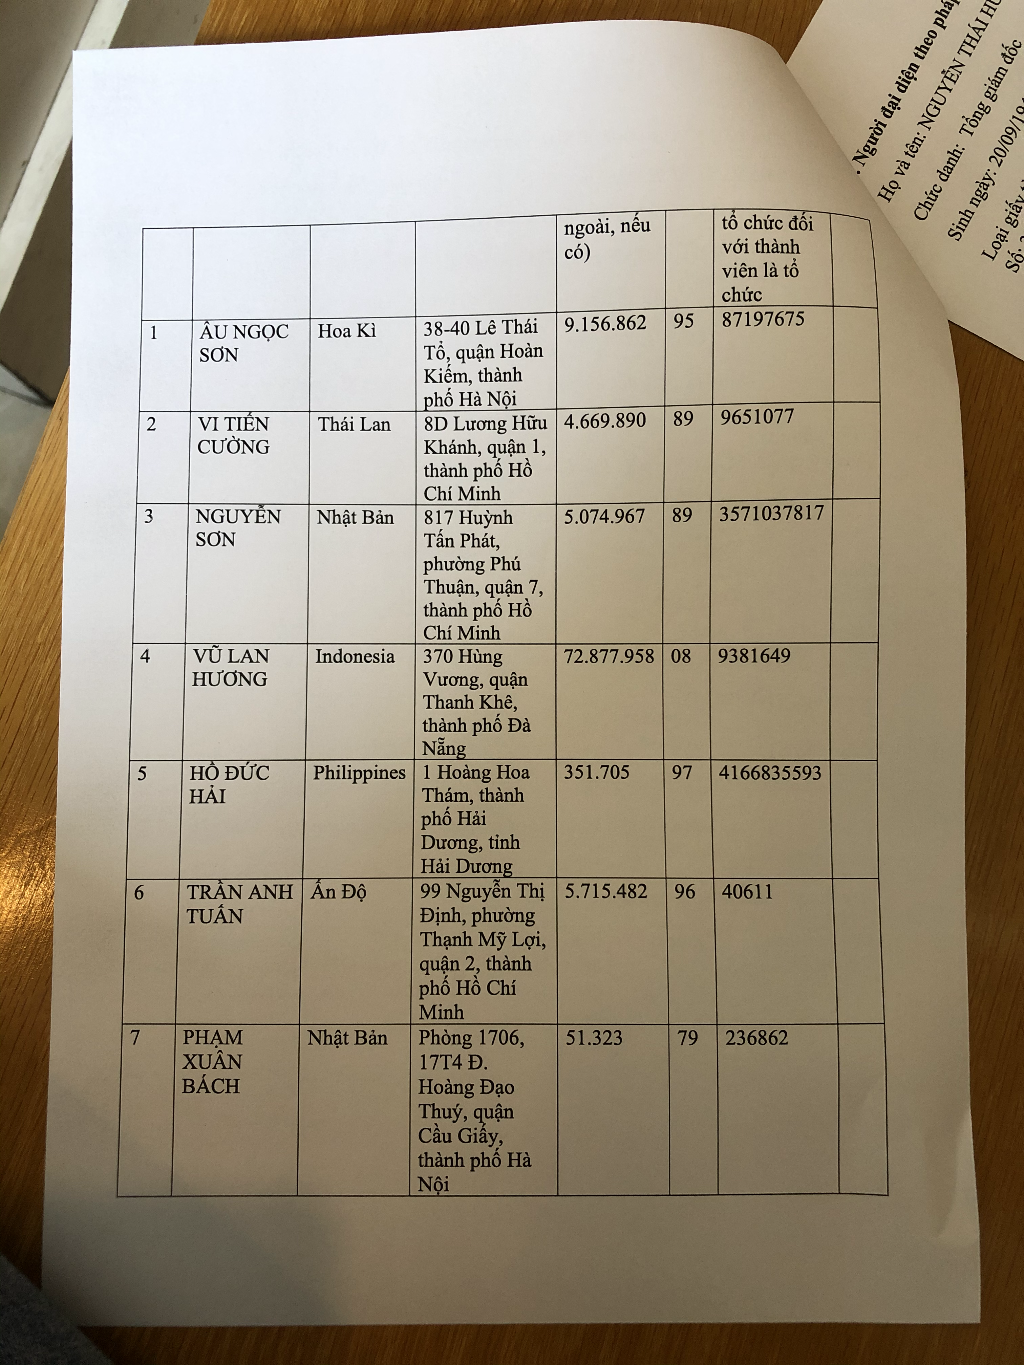 . Người đại diện theo pháp
Họ và tên: NGUYỄN THÁI
Chức danh: Tổng giám đốc
Sinh ngày: 20/09/19
Loại giấy
Số:
ngoài, nếu
có)
tổ chức đối
với thành
viên là tổ
chức
1
ÂU NGỌC
SƠN
Hoa Kì
38-40 Lê Thái
Tổ, quận Hoàn
Kiếm, thành
phố Hà Nội
9.156.862
95
87197675
2
VI TIẾN
CƯỜNG
Thái Lan
8D Lương Hữu
Khánh, quận 1,
thành phố Hồ
Chí Minh
4.669.890
89
9651077
3
NGUYỄN
SƠN
Nhật Bản
817 Huỳnh
Tấn Phát,
phường Phú
Thuận, quận 7,
thành phố Hồ
Chí Minh
5.074.967
89
3571037817
4
VŨ LAN
HƯƠNG
Indonesia
370 Hùng
Vương, quận
Thanh Khê,
thành phố Đà
Nẵng
72.877.958
08
9381649
5
HỒ ĐỨC
HẢI
Philippines
1 Hoàng Hoa
Thám, thành
phố Hải
Dương, tỉnh
Hải Dương
351.705
97
4166835593
6
TRẦN ANH
TUẤN
Ấn Độ
99 Nguyễn Thị
Định, phường
Thạnh Mỹ Lợi,
quận 2, thành
phố Hồ Chí
Minh
5.715.482
96
40611
7
PHẠM
XUÂN
BÁCH
Nhật Bản
Phòng 1706,
17T4 Đ.
Hoàng Đạo
Thuý, quận
Cầu Giấy,
thành phố Hà
Nội
51.323
79
236862